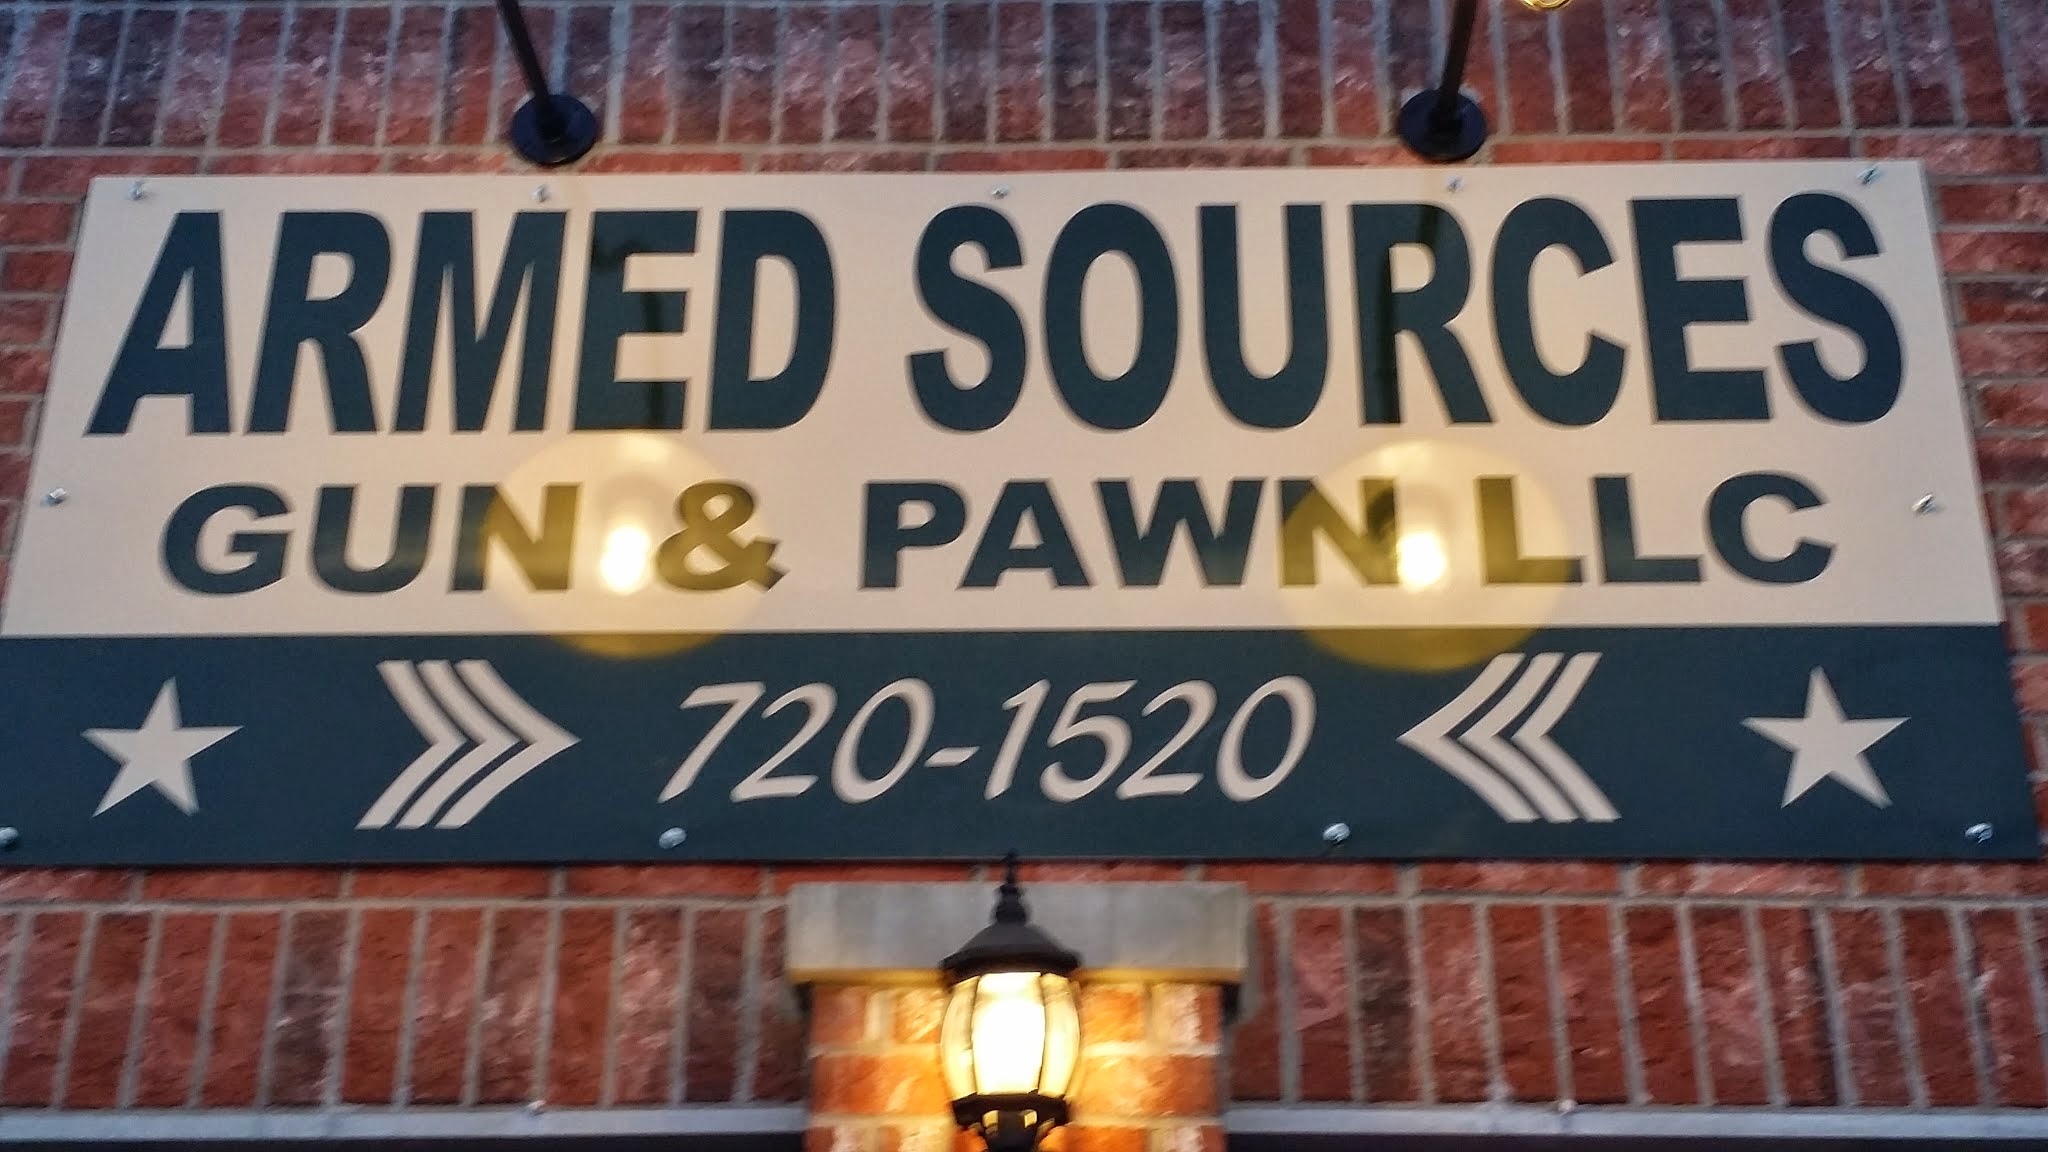 ARMED SOURCES
GUN & PAWN LLC
720-1520